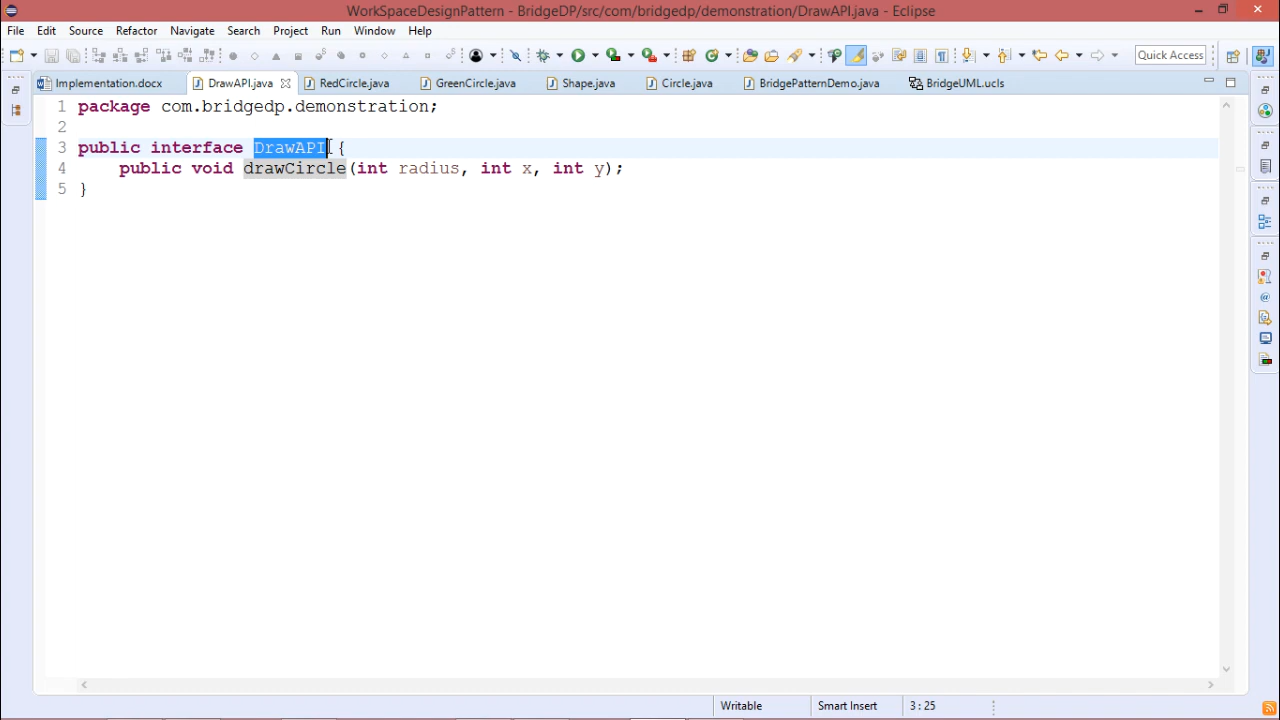 WorkSpaceDesignPattern - BridgeDP/src/com/bridgedp/demonstration/DrawAPI.java - Eclipse
File Edit Source Refactor Navigate Search Project Run Window Help
Quick Access
Implementation.docx DrawAPI.java RedCircle.java GreenCircle.java Shape.java Circle.java BridgePatternDemo.java BridgeUML.ucls
1 package com.bridgedp.demonstration;
2
3 public interface DrawAPI {
4 public void drawCircle(int radius, int x, int y);
5 }
Writable Smart Insert 3 : 25